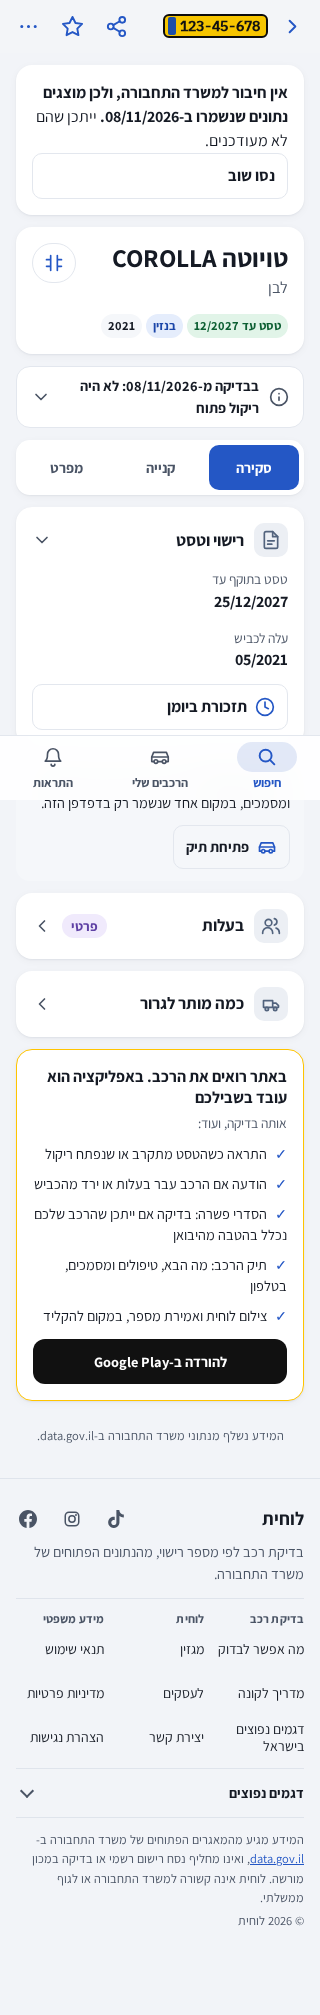 123-45-678
אין חיבור למשרד התחבורה, ולכן מוצגים
נתונים שנשמרו ב-08/11/2026. ייתכן שהם
לא מעודכנים.
נסו שוב
טויוטה COROLLA
לבן
טסט עד 12/2027
בנזין
2021
בבדיקה מ-08/11/2026: לא היה
ריקול פתוח
סקירה
קנייה
מפרט
רישוי וטסט
טסט בתוקף עד
25/12/2027
עלה לכביש
05/2021
תזכורת ביומן
חיפוש
הרכבים שלי
התראות
ומסמכים, במקום אחד שנשמר רק בדפדפן הזה.
פתיחת תיק
בעלות
פרטי
כמה מותר לגרור
באתר רואים את הרכב. באפליקציה הוא
עובד בשבילכם
אותה בדיקה, ועוד:
✓ התראה כשהטסט מתקרב או שנפתח ריקול
✓ הודעה אם הרכב עבר בעלות או ירד מהכביש
✓ הסדרי פשרה: בדיקה אם ייתכן שהרכב שלכם
נכלל בהטבה מהיבואן
✓ תיק הרכב: מה הבא, טיפולים ומסמכים,
בטלפון
✓ צילום לוחית ואמירת מספר, במקום להקליד
להורדה ב-Google Play
המידע נשלף מנתוני משרד התחבורה ב-data.gov.il.
לוחית
בדיקת רכב לפי מספר רישוי, מהנתונים הפתוחים של
משרד התחבורה.
בדיקת רכב
לוחית
מידע משפטי
מה אפשר לבדוק
מגזין
תנאי שימוש
מדריך לקונה
לעסקים
מדיניות פרטיות
דגמים נפוצים
בישראל
יצירת קשר
הצהרת נגישות
דגמים נפוצים
המידע מגיע מהמאגרים הפתוחים של משרד התחבורה ב-
data.gov.il, ואינו מחליף נסח רישום רשמי או בדיקה במכון
מורשה. לוחית אינה קשורה למשרד התחבורה או לגוף
ממשלתי.
© 2026 לוחית